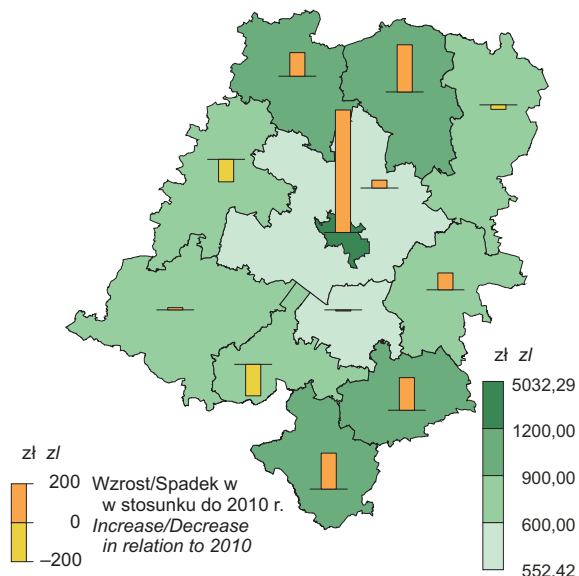 zł zl
5032,29
1200,00
900,00
600,00
552,42
zł zl
200
0
–200
Wzrost/Spadek w
w stosunku do 2010 r.
Increase/Decrease
in relation to 2010